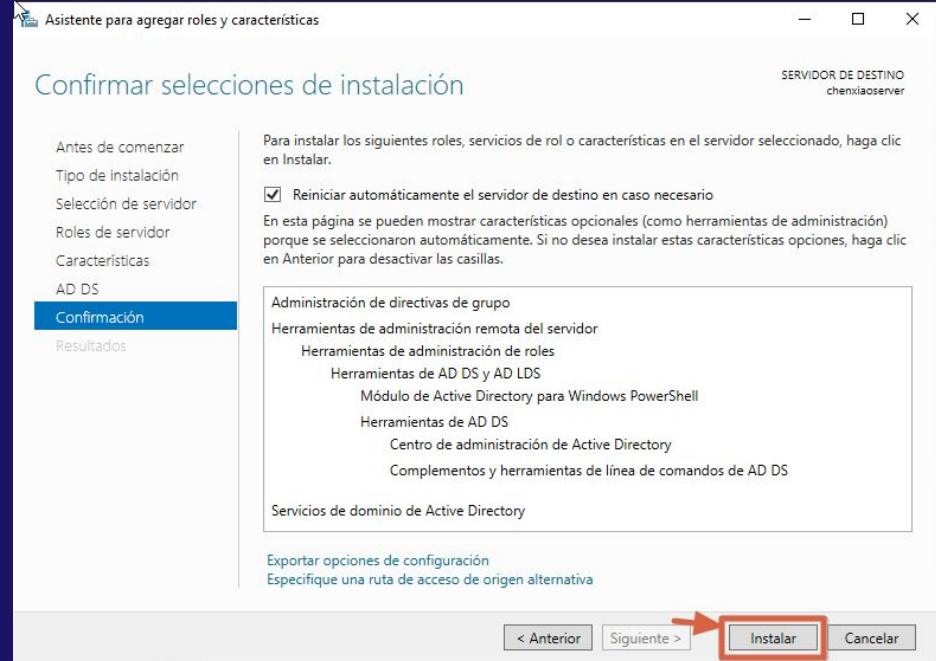 Asistente para agregar roles y características
Confirmar selecciones de instalación
SERVIDOR DE DESTINO
chenxiaoserver
Antes de comenzar
Tipo de instalación
Selección de servidor
Roles de servidor
Características
AD DS
Confirmación
Resultados
Para instalar los siguientes roles, servicios de rol o características en el servidor seleccionado, haga clic
en Instalar.
Reiniciar automáticamente el servidor de destino en caso necesario
En esta página se pueden mostrar características opcionales (como herramientas de administración)
porque se seleccionaron automáticamente. Si no desea instalar estas características opciones, haga clic
en Anterior para desactivar las casillas.
Administración de directivas de grupo
Herramientas de administración remota del servidor
Herramientas de administración de roles
Herramientas de AD DS y AD LDS
Módulo de Active Directory para Windows PowerShell
Herramientas de AD DS
Centro de administración de Active Directory
Complementos y herramientas de línea de comandos de AD DS
Servicios de dominio de Active Directory
Exportar opciones de configuración
Especifique una ruta de acceso de origen alternativa
< Anterior
Siguiente >
Instalar
Cancelar